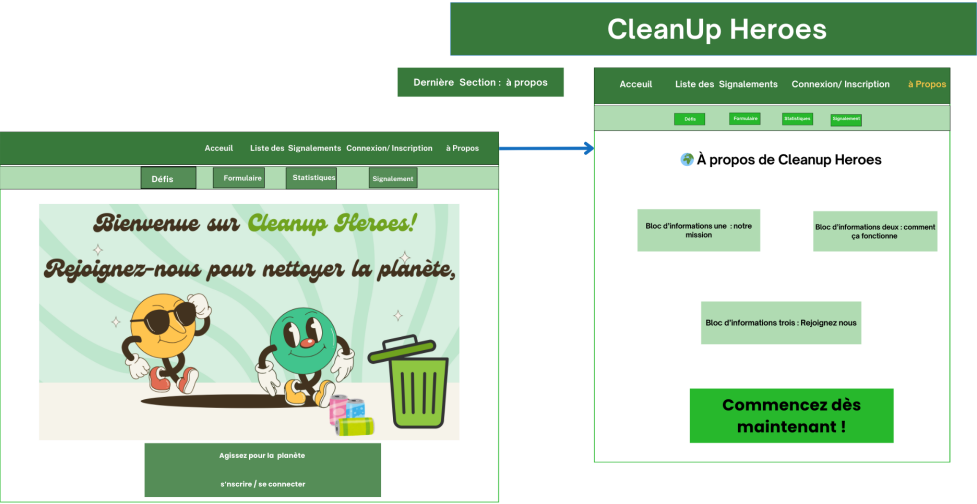 CleanUp Heroes
Dernière Section : à propos
Acceuil Liste des Signalements Connexion/ Inscription à Propos
Défis Formulaire Statistiques Signalement
Bienvenue sur Cleanup Heroes!
Rejoignez-nous pour nettoyer la planète,
Agissez pour la planète
s'nscrire / se connecter
Acceuil Liste des Signalements Connexion/ Inscription à Propos
Défis Formulaire Statistiques Signalement
À propos de Cleanup Heroes
Bloc d'informations une : notre
mission
Bloc d'informations deux : comment
ça fonctionne
Bloc d'informations trois : Rejoignez nous
Commencez dès
maintenant !